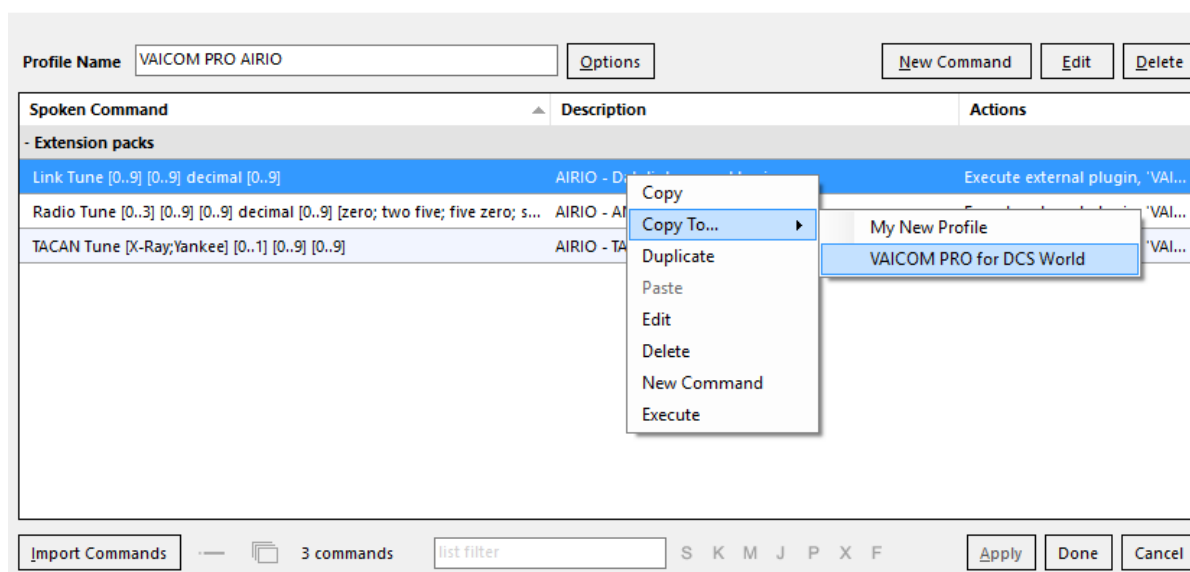 Profile Name VAICOM PRO AIRIO Options New Command Edit Delete
Spoken Command Description Actions
- Extension packs
Link Tune [0..9] [0..9] decimal [0..9] AIRIO - Execute external plugin, 'VAI...
Radio Tune [0..3] [0..9] [0..9] decimal [0..9] [zero; two five; five zero; s... AIRIO - 'VAI...
TACAN Tune [X-Ray;Yankee] [0..1] [0..9] [0..9] AIRIO - TA 'VAI...
Copy
Copy To...
Duplicate
Paste
Edit
Delete
New Command
Execute
My New Profile
VAICOM PRO for DCS World
Import Commands 3 commands list filter S K M J P X F Apply Done Cancel